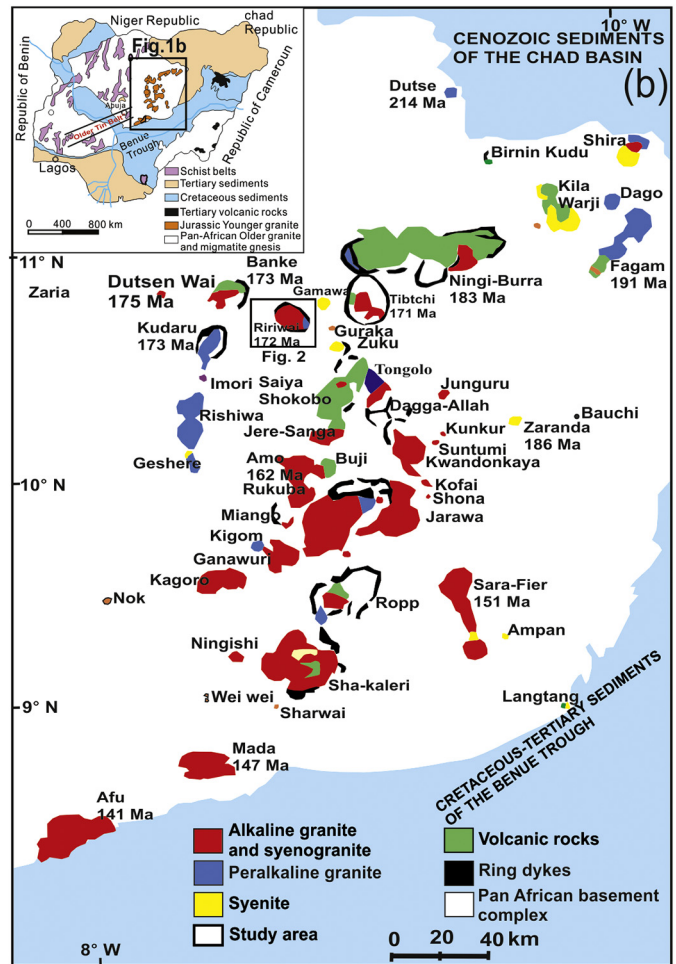 Niger Republic
chad
Republic
Fig.1b
Republic of Benin
Abuja
Older Tin Belt
Benue
Trough
Lagos
Republic of Cameroun
Schist belts
Tertiary sediments
Cretaceous sediments
Tertiary volcanic rocks
Jurassic Younger granite
Pan-African Older granite
and migmatite gnesis
0 400 800 km
10° W
CENOZOIC SEDIMENTS
OF THE CHAD BASIN
(b)
Dutse
214 Ma
Birnin Kudu
Shira
Kila
Warji
Dago
Fagam
191 Ma
11° N
Zaria
Dutsen Wai
175 Ma
Banke
173 Ma
Gamawa
Tibtchi
171 Ma
Ningi-Burra
183 Ma
Kudaru
173 Ma
Ririwai
172 Ma
Fig. 2
Guraka
Zuku
Imori
Saiya
Shokobo
Tongolo
Junguru
Dagga-Allah
Rishiwa
Jere-Sanga
Kunkur
Zaranda
186 Ma
Bauchi
Geshere
Suntumi
Amo
162 Ma
Buji
Kwandonkaya
10° N
Rukuba
Kofai
Shona
Miango
Jarawa
Kigom
Ganawuri
Kagoro
Nok
Ropp
Sara-Fier
151 Ma
Ampan
Ningishi
Sha-kaleri
Wei wei
Sharwai
Langtang
9° N
Mada
147 Ma
Afu
141 Ma
CRETACEOUS-TERTIARY SEDIMENTS
OF THE BENUE TROUGH
Alkaline granite
and syenogranite
Peralkaline granite
Syenite
Study area
Volcanic rocks
Ring dykes
Pan African basement
complex
8° W
0 20 40 km